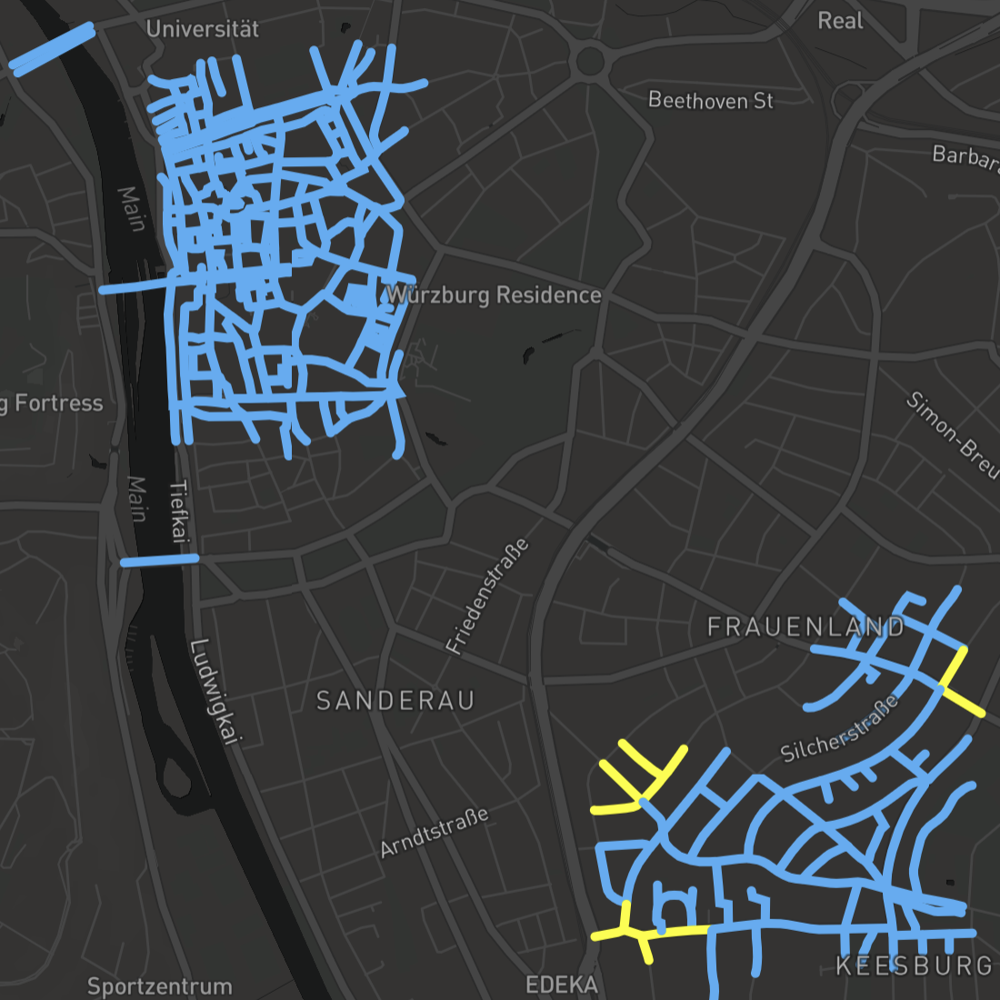 Universität
Real
Beethoven St
Barbara
Main
Würzburg Residence
g Fortress
Simon-Breu
Main
Tiefkai
Friedenstraße
FRAUENLAND
Ludwigkai
SANDERAU
Silcherstraße
Arndtstraße
KEESBURG
Sportzentrum
EDEKA